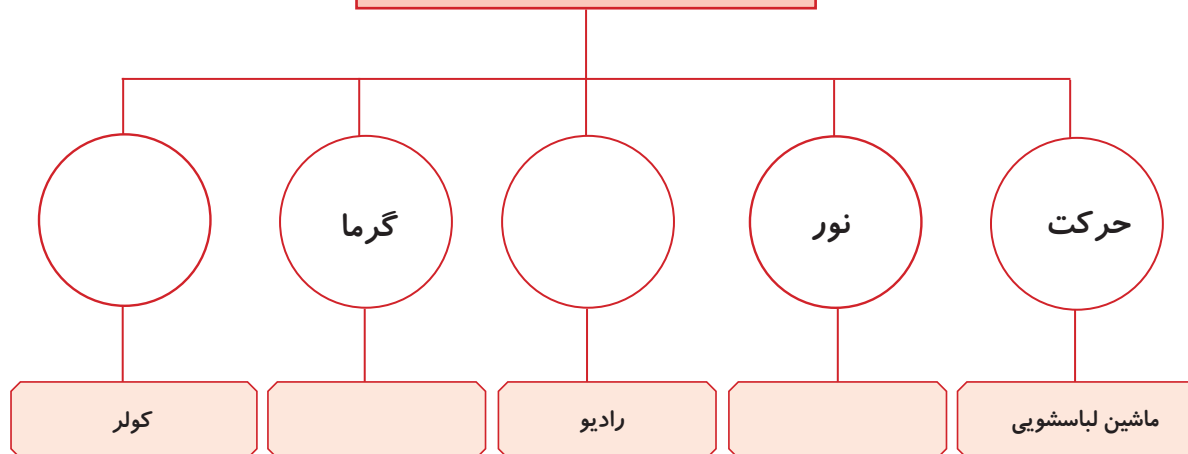 حرکت
نور
گرما
ماشین لباسشویی
رادیو
کولر